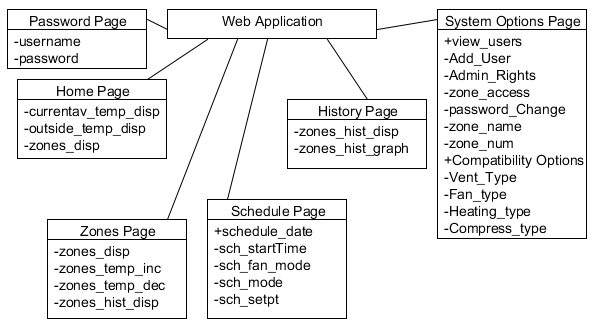 Password Page
-username
-password
Web Application
System Options Page
+view_users
-Add_User
-Admin_Rights
-zone_access
-password_Change
-zone_name
-zone_num
+Compatibility Options
-Vent_Type
-Fan_type
-Heating_type
-Compress_type
Home Page
-currentav_temp_disp
-outside_temp_disp
-zones_disp
History Page
-zones_hist_disp
-zones_hist_graph
Zones Page
-zones_disp
-zones_temp_inc
-zones_temp_dec
-zones_hist_disp
Schedule Page
+schedule_date
-sch_startTime
-sch_fan_mode
-sch_mode
-sch_setpt